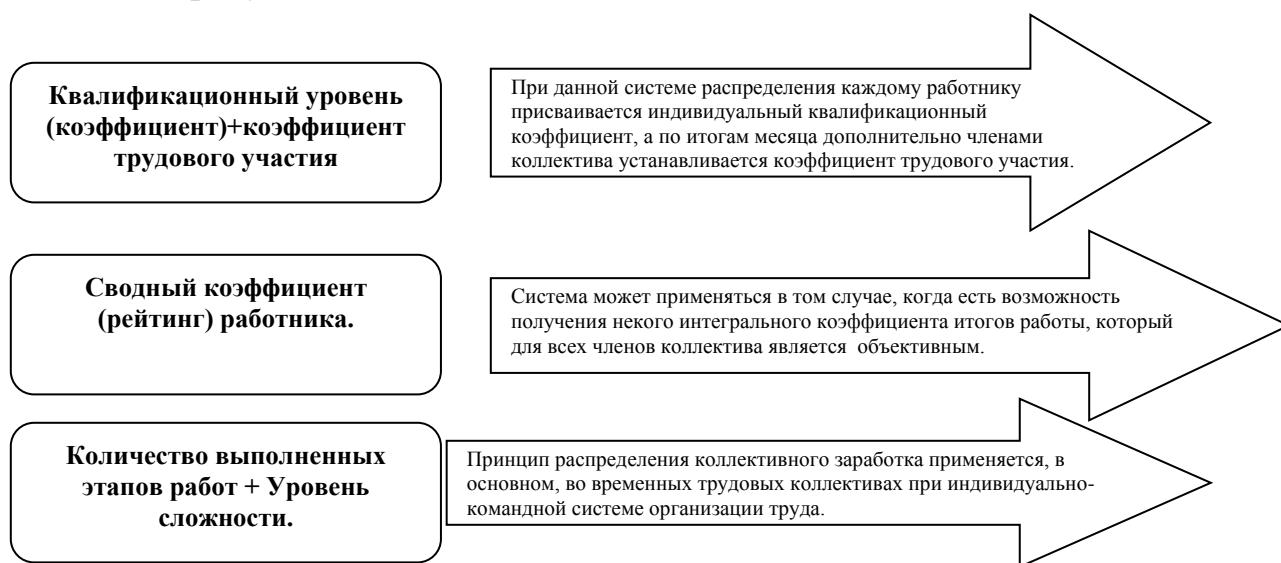 Квалификационный уровень
(коэффициент)+коэффициент
трудового участия
При данной системе распределения каждому работнику
присваивается индивидуальный квалификационный
коэффициент, а по итогам месяца дополнительно членами
коллектива устанавливается коэффициент трудового участия.
Сводный коэффициент
(рейтинг) работника.
Система может применяться в том случае, когда есть возможность
получения некого интегрального коэффициента итогов работы, который
для всех членов коллектива является объективным.
Количество выполненных
этапов работ + Уровень
сложности.
Принцип распределения коллективного заработка применяется, в
основном, во временных трудовых коллективах при индивидуально-
командной системе организации труда.